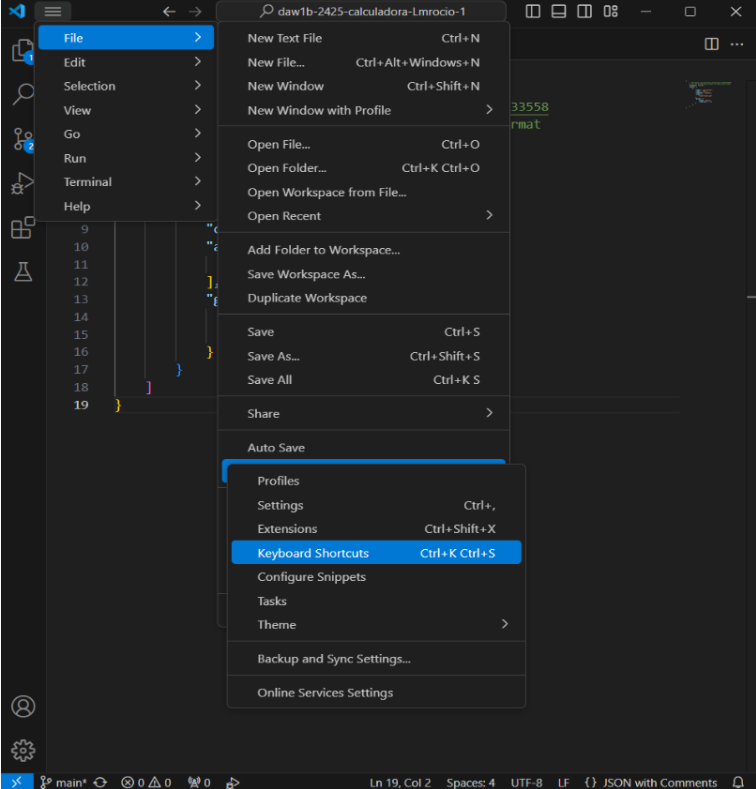 daw1b-2425-calculadora-Lmrocio-1
File
Edit
Selection
View
Go
Run
Terminal
Help
New Text File Ctrl+N
New File... Ctrl+Alt+Windows+N
New Window Ctrl+Shift+N
New Window with Profile
Open File... Ctrl+O
Open Folder... Ctrl+K Ctrl+O
Open Workspace from File...
Open Recent
Add Folder to Workspace...
Save Workspace As...
Duplicate Workspace
Save Ctrl+S
Save As... Ctrl+Shift+S
Save All Ctrl+K S
Share
Auto Save
Profiles
Settings Ctrl+,
Extensions Ctrl+Shift+X
Keyboard Shortcuts Ctrl+K Ctrl+S
Configure Snippets
Tasks
Theme
Backup and Sync Settings...
Online Services Settings
1
2
33558
rmat
9 "
10 "a
11
12 ],
13 "g
14
15
16 }
17 }
18 ]
19 }
main* 0 0 0 Ln 19, Col 2 Spaces: 4 UTF-8 LF {} JSON with Comments